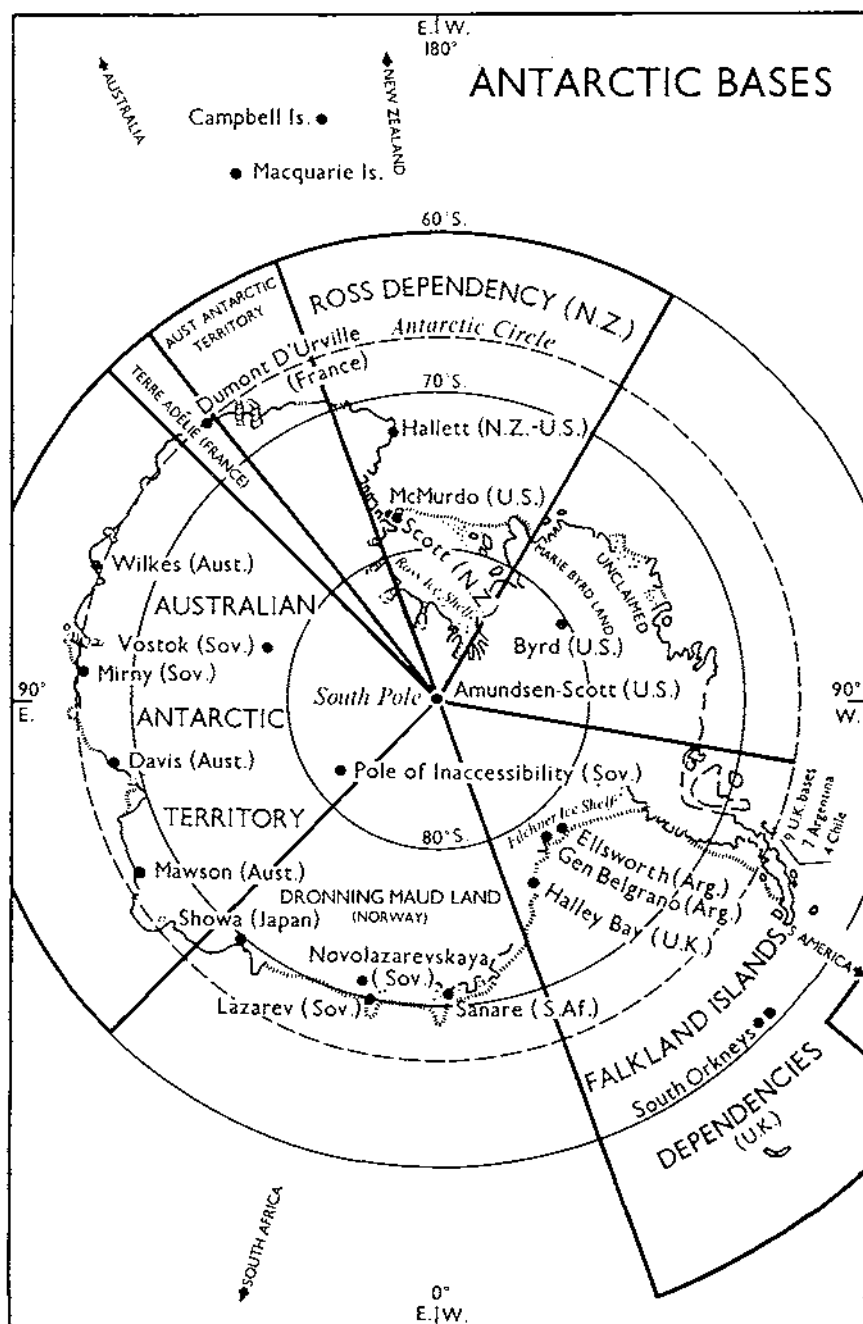 E. W.
180°
ANTARCTIC BASES
AUSTRALIA
NEW ZEALAND
Campbell Is.
Macquarie Is.
60°S.
ROSS DEPENDENCY (N.Z.)
AUST. ANTARCTIC
TERRITORY
Antarctic Circle
TERRE ADÉLIE (FRANCE)
Dumont D'Urville
(France)
70°S.
Hallett (N.Z.-U.S.)
McMurdo (U.S.)
Scott (N.Z.
Ross Ice Shelf
MARIE BYRD LAND
UNCLAIMED
Wilkes (Aust.)
AUSTRALIAN
Vostok (Sov.)
Byrd (U.S.)
Mirny (Sov.)
South Pole
Amundsen-Scott (U.S.)
90°
E.
90°
W.
ANTARCTIC
Davis (Aust.)
Pole of Inaccessibility (Sov.)
TERRITORY
80°S.
Filchner Ice Shelf
9 U.K. bases
7 Argentina
4 Chile
Ellsworth (Arg.)
Gen Belgrano (Arg.)
Halley Bay (U.K.)
Mawson (Aust.)
DRONNING MAUD LAND
(NORWAY)
Showa (Japan)
Novolazarevskaya
(Sov.)
Lazarev (Sov.)
Sanare (S.Af.)
S AMERICA
FALKLAND ISLANDS
South Orkneys
DEPENDENCIES
(U.K.)
SOUTH AFRICA
0°
E. W.